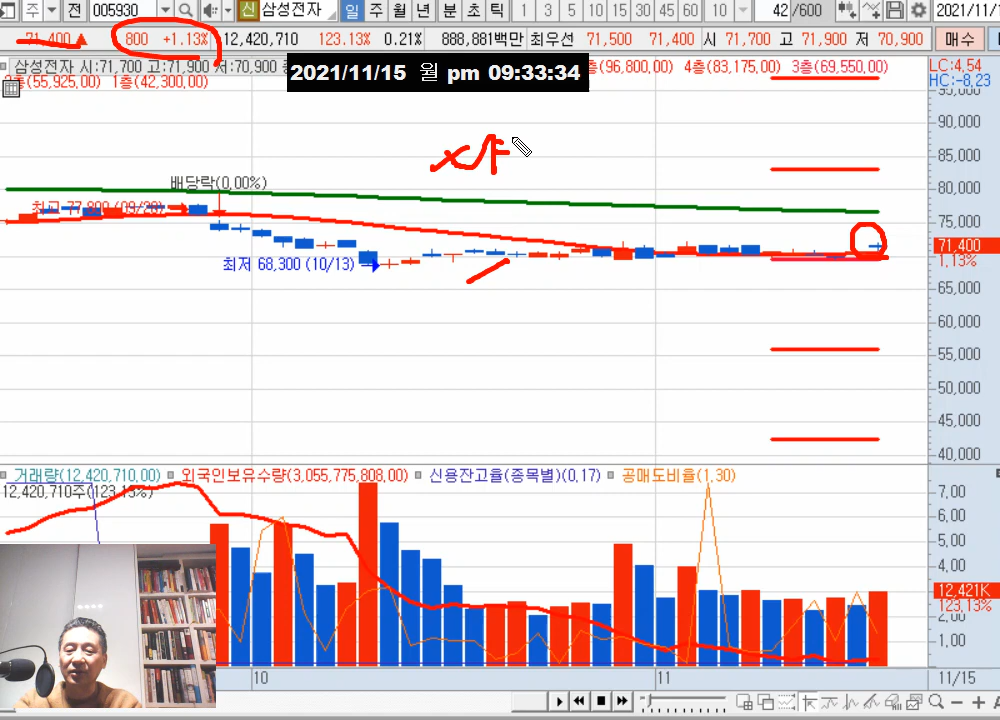 주 전 005930 신 삼성전자 일 주 월 년 분 초 틱 1 3 5 10 15 30 45 60 10 42 /600 2021/11/1
71,400 ▲ 800 +1.13% 12,420,710 123.13% 0.21% 888,881백만 최우선 71,500 71,400 시 71,700 고 71,900 저 70,900 매수
삼성전자 시:71,700 고:71,900 저:70,900
(96,800.00) 4층(83,175.00) 3층(69,550.00)
(55,925.00) 1층(42,300.00)
2021/11/15 월 pm 09:33:34
LC:4,54
HC:-8,23
95,000
90,000
85,000
80,000
75,000
71,400
1,13%
65,000
60,000
55,000
50,000
45,000
40,000
배당락(0,00%)
최고 77,800 (09/28)
최저 68,300 (10/13)
거래량(12,420,710,00) 외국인보유수량(3,055,775,808,00) 신용잔고율(종목별)(0,17) 공매도비율(1,30)
12,420,710주(123,13%)
7,00
6,00
5,00
4,00
12,421K
123,13%
2,00
1,00
10 11 11/15